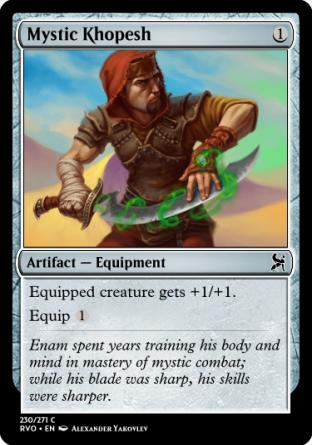 Mystic Khopesh 1
Artifact — Equipment
Equipped creature gets +1/+1.
Equip 1
Enam spent years training his body and
mind in mastery of mystic combat;
while his blade was sharp, his skills
were sharper.
230/271 C
RVO • EN Alexander Yakovlev